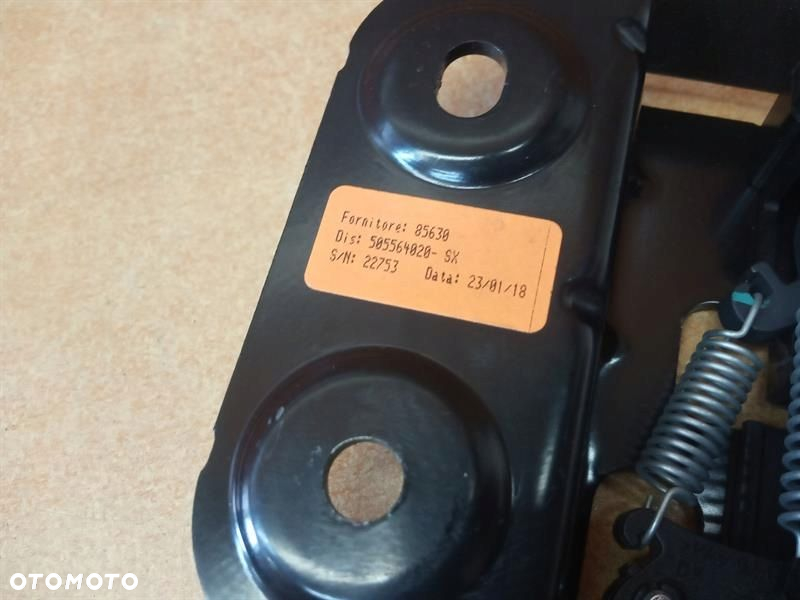 Fornitore: 85630
Dis: 505564020- SX
S/N: 22753 Data: 23/01/18
OTOMOTO